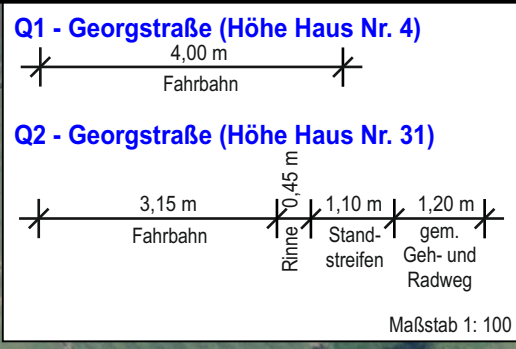 Q1 - Georgstraße (Höhe Haus Nr. 4)
4,00 m
Fahrbahn
Q2 - Georgstraße (Höhe Haus Nr. 31)
3,15 m
Fahrbahn
Rinne 0,45 m
1,10 m
Stand-
streifen
1,20 m
gem.
Geh- und
Radweg
Maßstab 1: 100